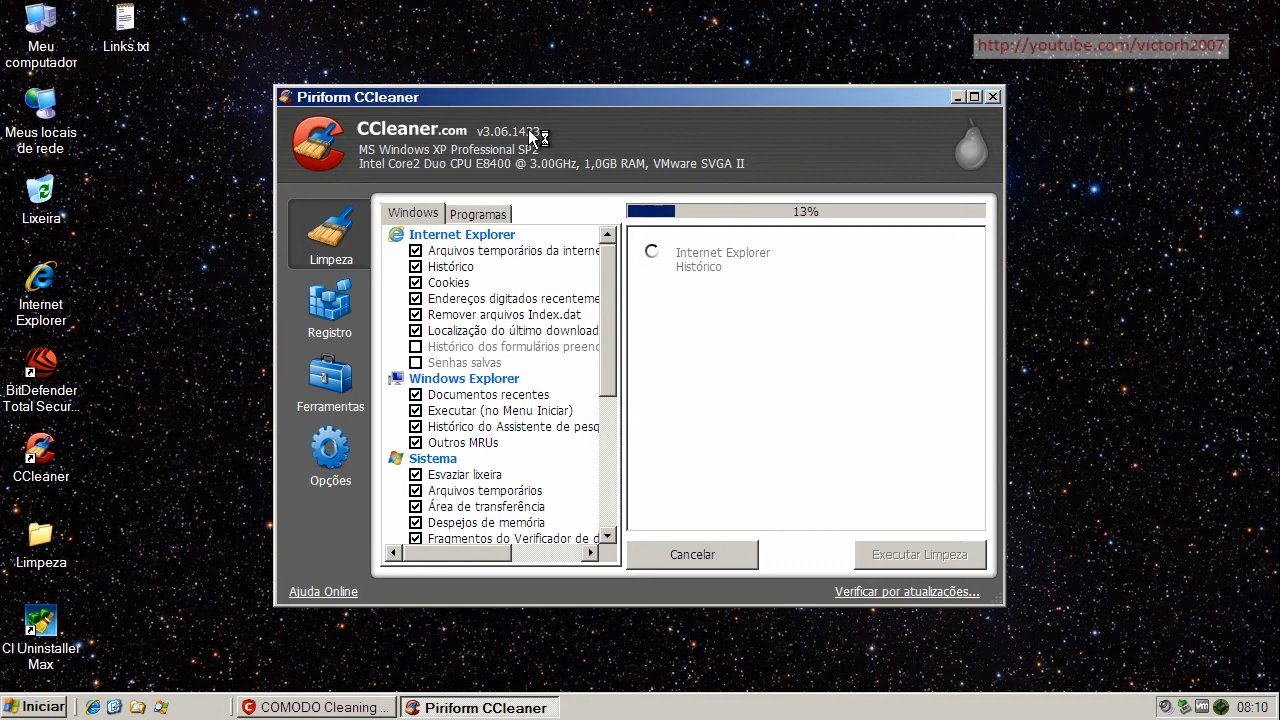 Meu
computador
Links.txt
http://youtube.com/victorh2007
Meus locais
de rede
Lixeira
Internet
Explorer
BitDefender
Total Secur...
CCleaner
Limpeza
CI Uninstaller
Max
Piriform CCleaner
CCleaner.com
MS Windows XP Professional
Intel Core2 Duo CPU E8400 @ 3.00GHz, 1,0GB RAM, VMware SVGA II
Limpeza
Registro
Ferramentas
Opções
Windows
Programas
Internet Explorer
Arquivos temporários da interne
Histórico
Cookies
Endereços digitados recenteme
Remover arquivos Index.dat
Localização do último download
Histórico dos formulários preenc
Senhas salvas
Windows Explorer
Documentos recentes
Executar (no Menu Iniciar)
Histórico do Assistente de pesq
Outros MRUs
Sistema
Esvaziar lixeira
Arquivos temporários
Área de transferência
Despejos de memória
Fragmentos do Verificador de d
13%
Internet Explorer
Histórico
Cancelar
Executar Limpeza
Ajuda Online
Verificar por atualizações...
Iniciar
COMODO Cleaning ...
Piriform CCleaner
vm
08:10